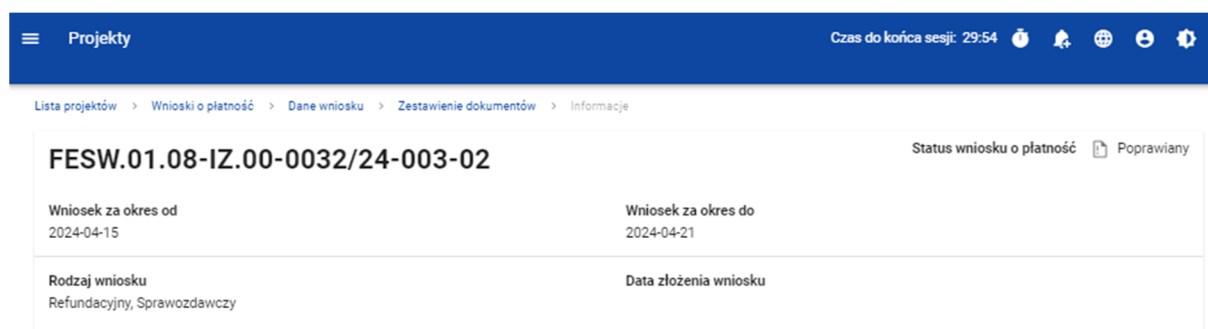 Projekty
Czas do końca sesji: 29:54
Lista projektów > Wnioski o płatność > Dane wniosku > Zestawienie dokumentów > Informacje
FESW.01.08-IZ.00-0032/24-003-02
Status wniosku o płatność Poprawiany
Wniosek za okres od
2024-04-15
Wniosek za okres do
2024-04-21
Rodzaj wniosku
Refundacyjny, Sprawozdawczy
Data złożenia wniosku